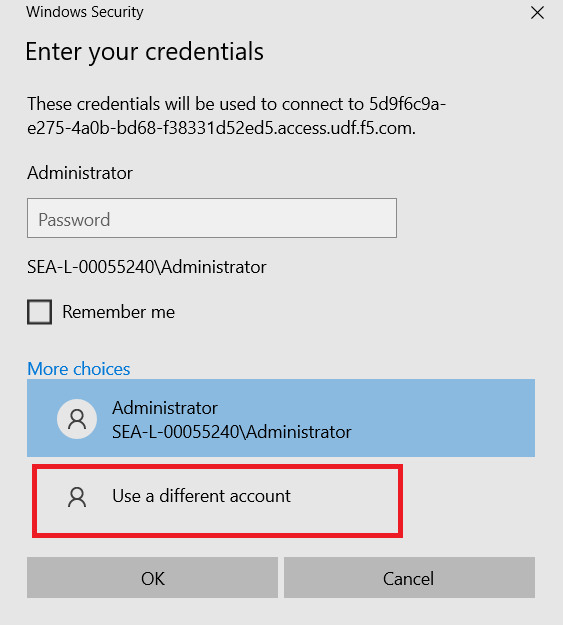 Windows Security
Enter your credentials
These credentials will be used to connect to 5d9f6c9a-
e275-4a0b-bd68-f38331d52ed5.access.udf.f5.com.
Administrator
Password
SEA-L-00055240\Administrator
Remember me
More choices
Administrator
SEA-L-00055240\Administrator
Use a different account
OK
Cancel